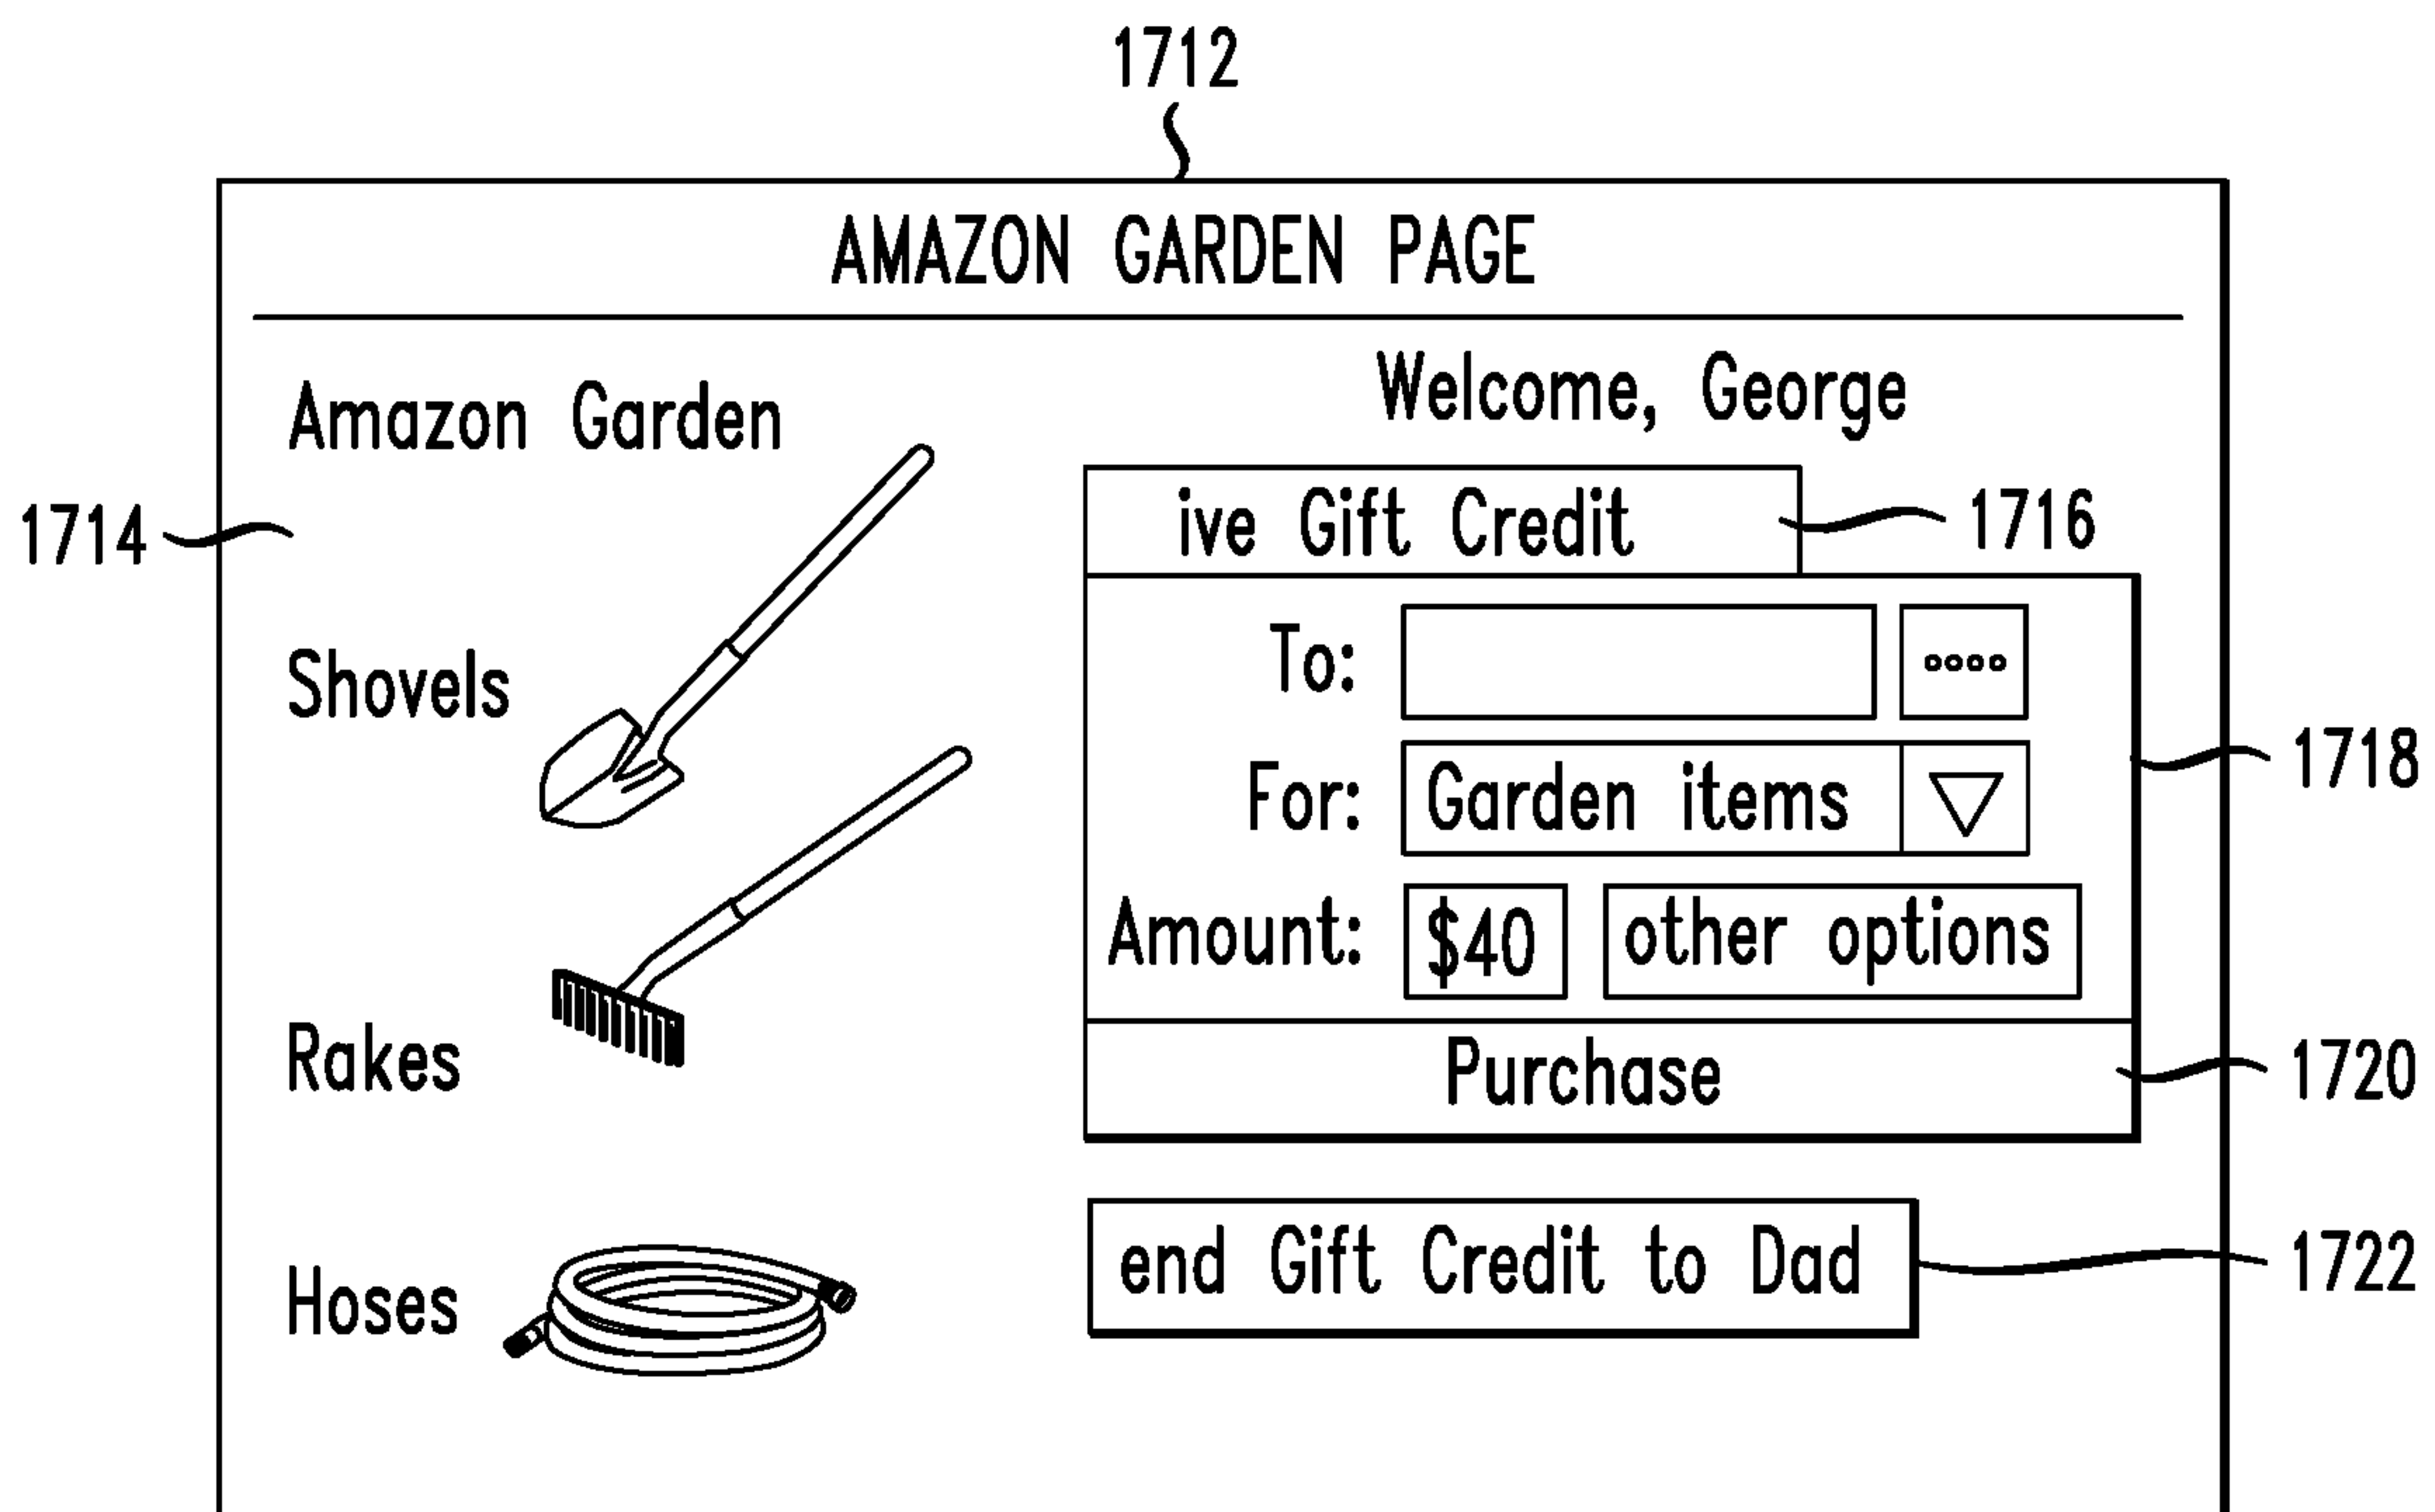 1712
AMAZON GARDEN PAGE
Amazon Garden
Welcome, George
1714
ive Gift Credit
1716
Shovels
To:
For: Garden items
1718
Amount: $40 other options
Rakes
Purchase
1720
Hoses
end Gift Credit to Dad
1722